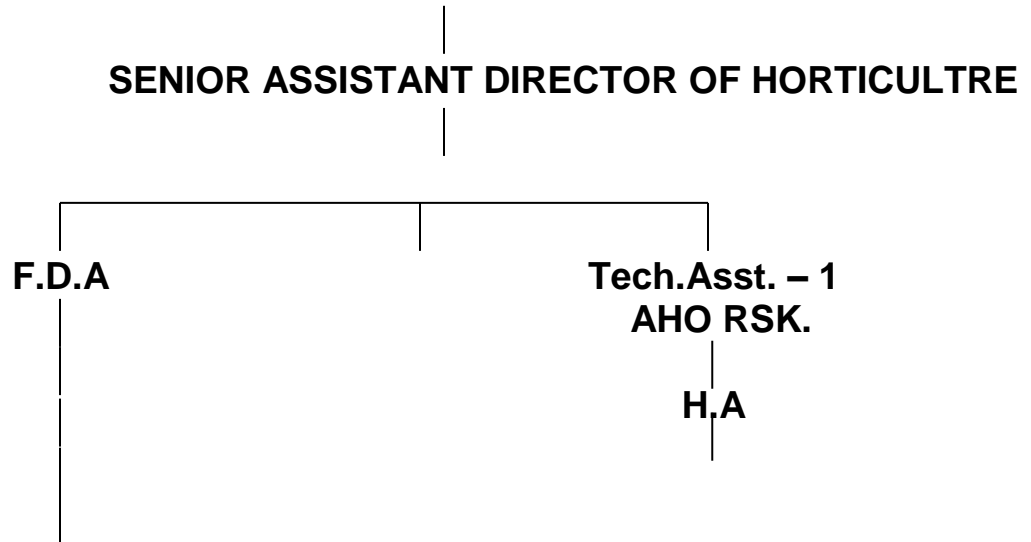 SENIOR ASSISTANT DIRECTOR OF HORTICULTRE
F.D.A
Tech.Asst. – 1
AHO RSK.
H.A